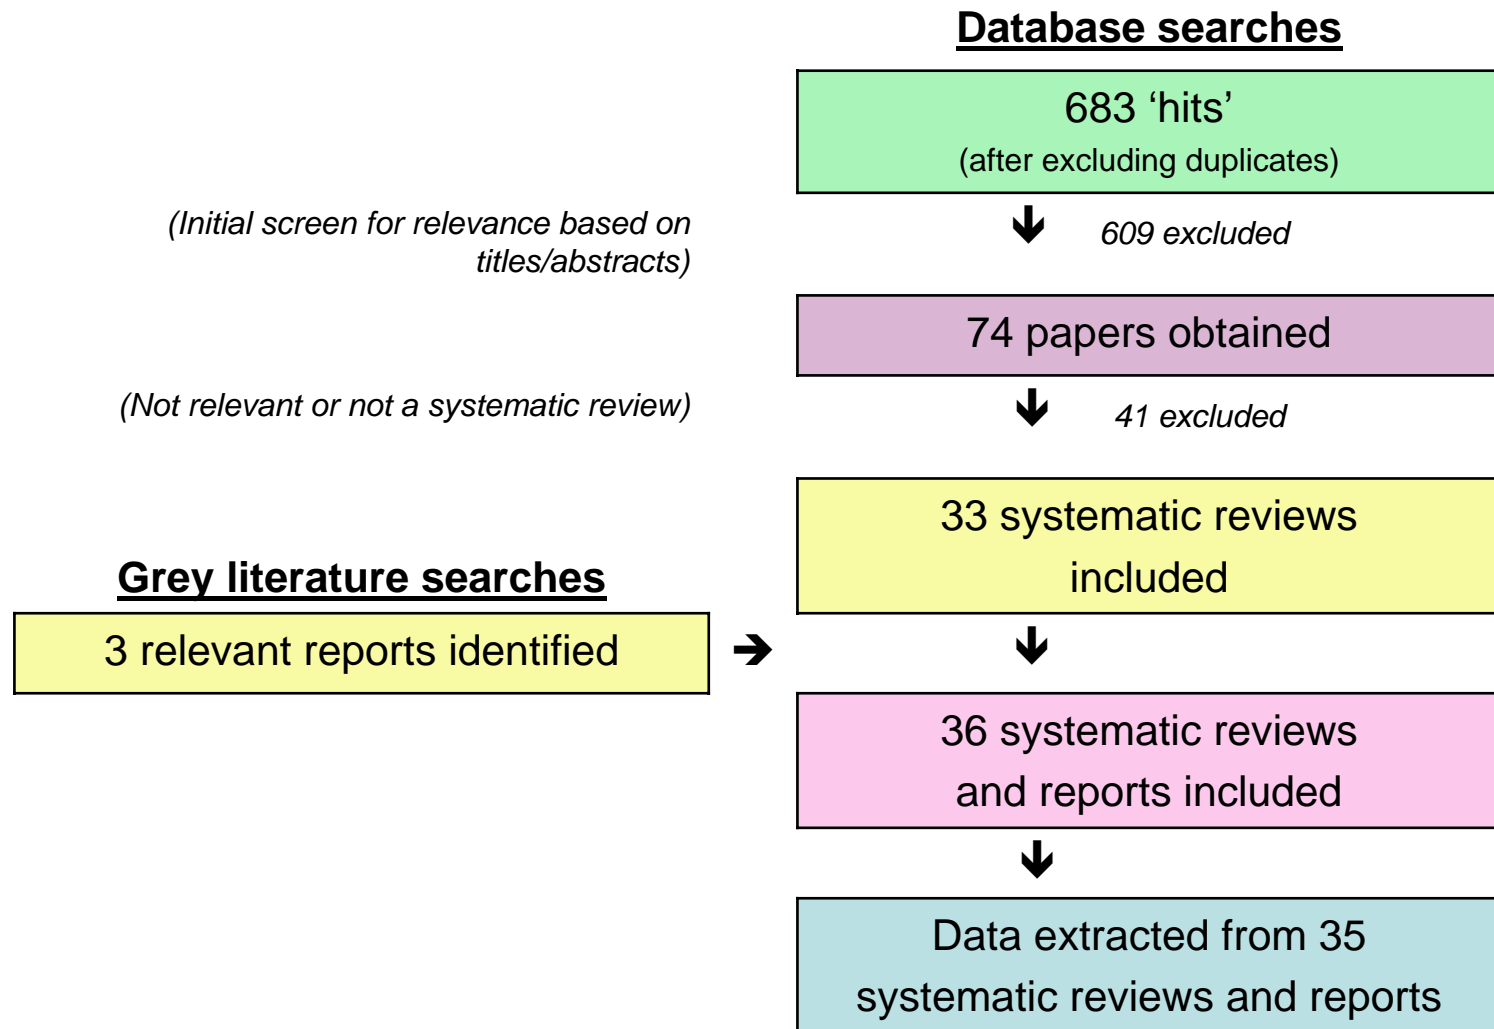 Database searches
683 ‘hits’
(after excluding duplicates)
(Initial screen for relevance based on
titles/abstracts)
609 excluded
74 papers obtained
(Not relevant or not a systematic review)
41 excluded
33 systematic reviews
included
Grey literature searches
3 relevant reports identified
36 systematic reviews
and reports included
Data extracted from 35
systematic reviews and reports